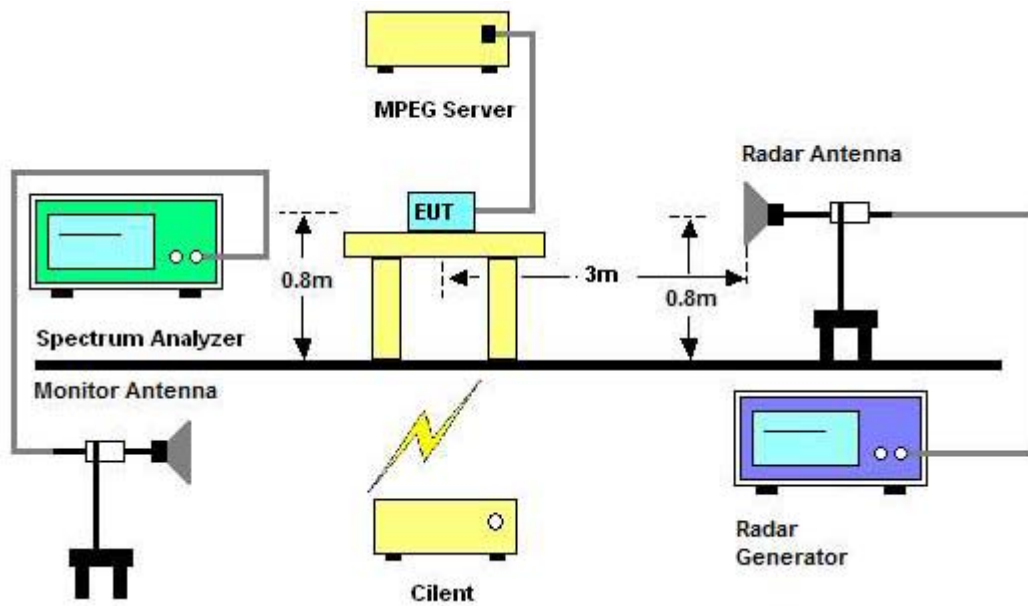 MPEG Server
Radar Antenna
EUT
0.8m
3m
0.8m
Spectrum Analyzer
Monitor Antenna
Radar
Generator
Cilent